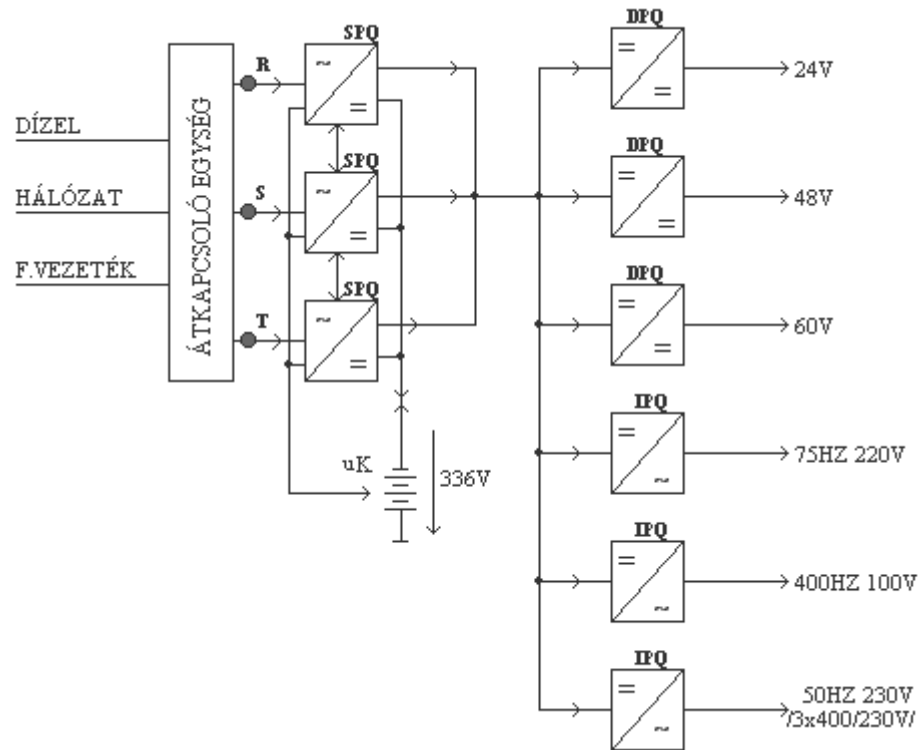 DÍZEL
HÁLÓZAT
F.VEZETÉK
ÁTKAPCSOLÓ EGYSÉG
R
S
T
SPQ
SPQ
SPQ
uK
336V
DPQ
24V
DPQ
48V
DPQ
60V
IPQ
75HZ 220V
IPQ
400HZ 100V
IPQ
50HZ 230V
/3x400/230V/